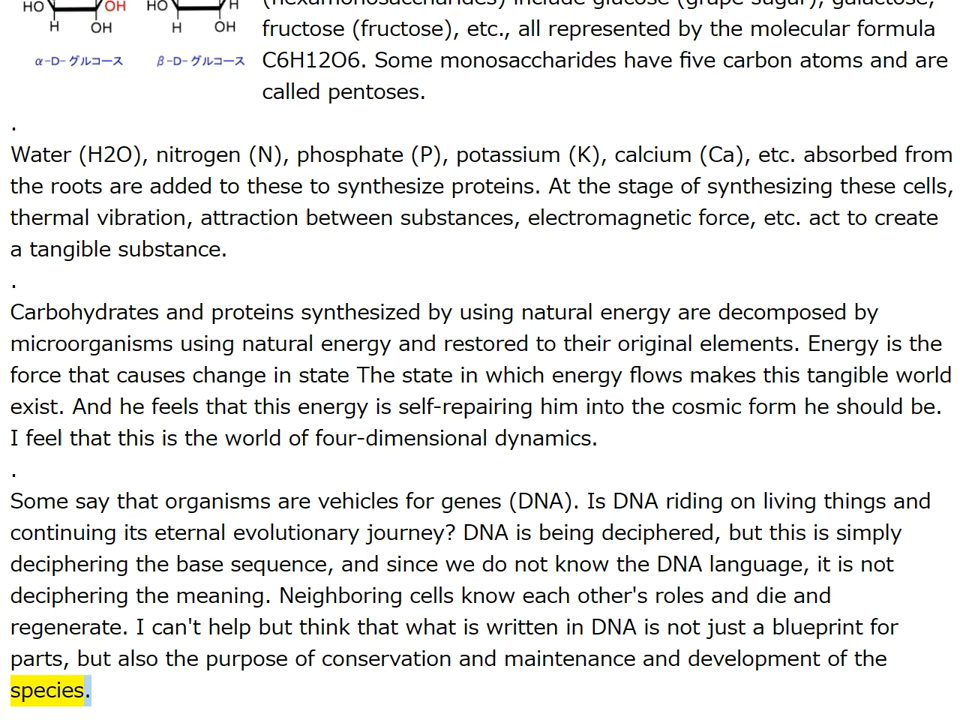 HO OH HO H
H OH H OH
fructose (fructose), etc., all represented by the molecular formula
α-D-グルコース β-D-グルコース C6H12O6. Some monosaccharides have five carbon atoms and are
called pentoses.
.
Water (H2O), nitrogen (N), phosphate (P), potassium (K), calcium (Ca), etc. absorbed from
the roots are added to these to synthesize proteins. At the stage of synthesizing these cells,
thermal vibration, attraction between substances, electromagnetic force, etc. act to create
a tangible substance.
.
Carbohydrates and proteins synthesized by using natural energy are decomposed by
microorganisms using natural energy and restored to their original elements. Energy is the
force that causes change in state The state in which energy flows makes this tangible world
exist. And he feels that this energy is self-repairing him into the cosmic form he should be.
I feel that this is the world of four-dimensional dynamics.
.
Some say that organisms are vehicles for genes (DNA). Is DNA riding on living things and
continuing its eternal evolutionary journey? DNA is being deciphered, but this is simply
deciphering the base sequence, and since we do not know the DNA language, it is not
deciphering the meaning. Neighboring cells know each other's roles and die and
regenerate. I can't help but think that what is written in DNA is not just a blueprint for
parts, but also the purpose of conservation and maintenance and development of the
species.